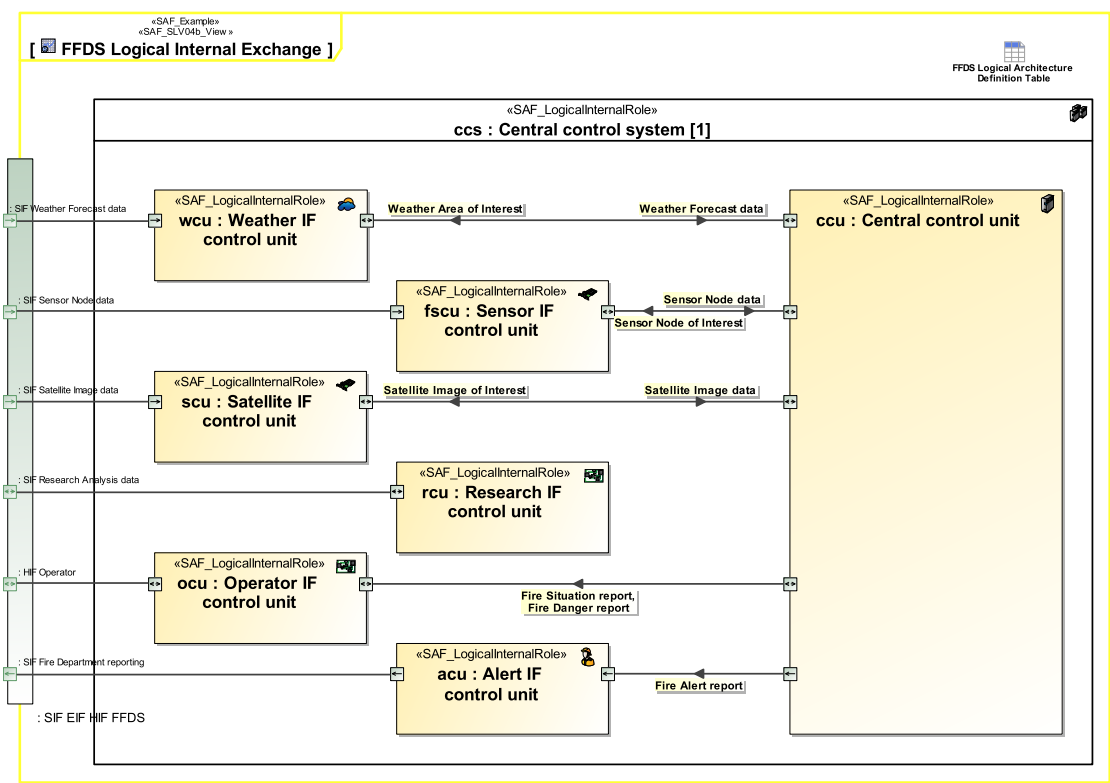 «SAF_Example»
«SAF_SLV04b_View »
[ FFDS Logical Internal Exchange ]
FFDS Logical Architecture
Definition Table
«SAF_LogicalInternalRole»
ccs : Central control system [1]
: SIF Weather Forecast data
«SAF_LogicalInternalRole»
wcu : Weather IF
control unit
Weather Area of Interest
Weather Forecast data
«SAF_LogicalInternalRole»
ccu : Central control unit
: SIF Sensor Node data
«SAF_LogicalInternalRole»
fscu : Sensor IF
control unit
Sensor Node data
Sensor Node of Interest
: SIF Satellite Image data
«SAF_LogicalInternalRole»
scu : Satellite IF
control unit
Satellite Image of Interest
Satellite Image data
: SIF Research Analysis data
«SAF_LogicalInternalRole»
rcu : Research IF
control unit
: HIF Operator
«SAF_LogicalInternalRole»
ocu : Operator IF
control unit
Fire Situation report,
Fire Danger report
: SIF Fire Department reporting
«SAF_LogicalInternalRole»
acu : Alert IF
control unit
Fire Alert report
: SIF EIF HIF FFDS